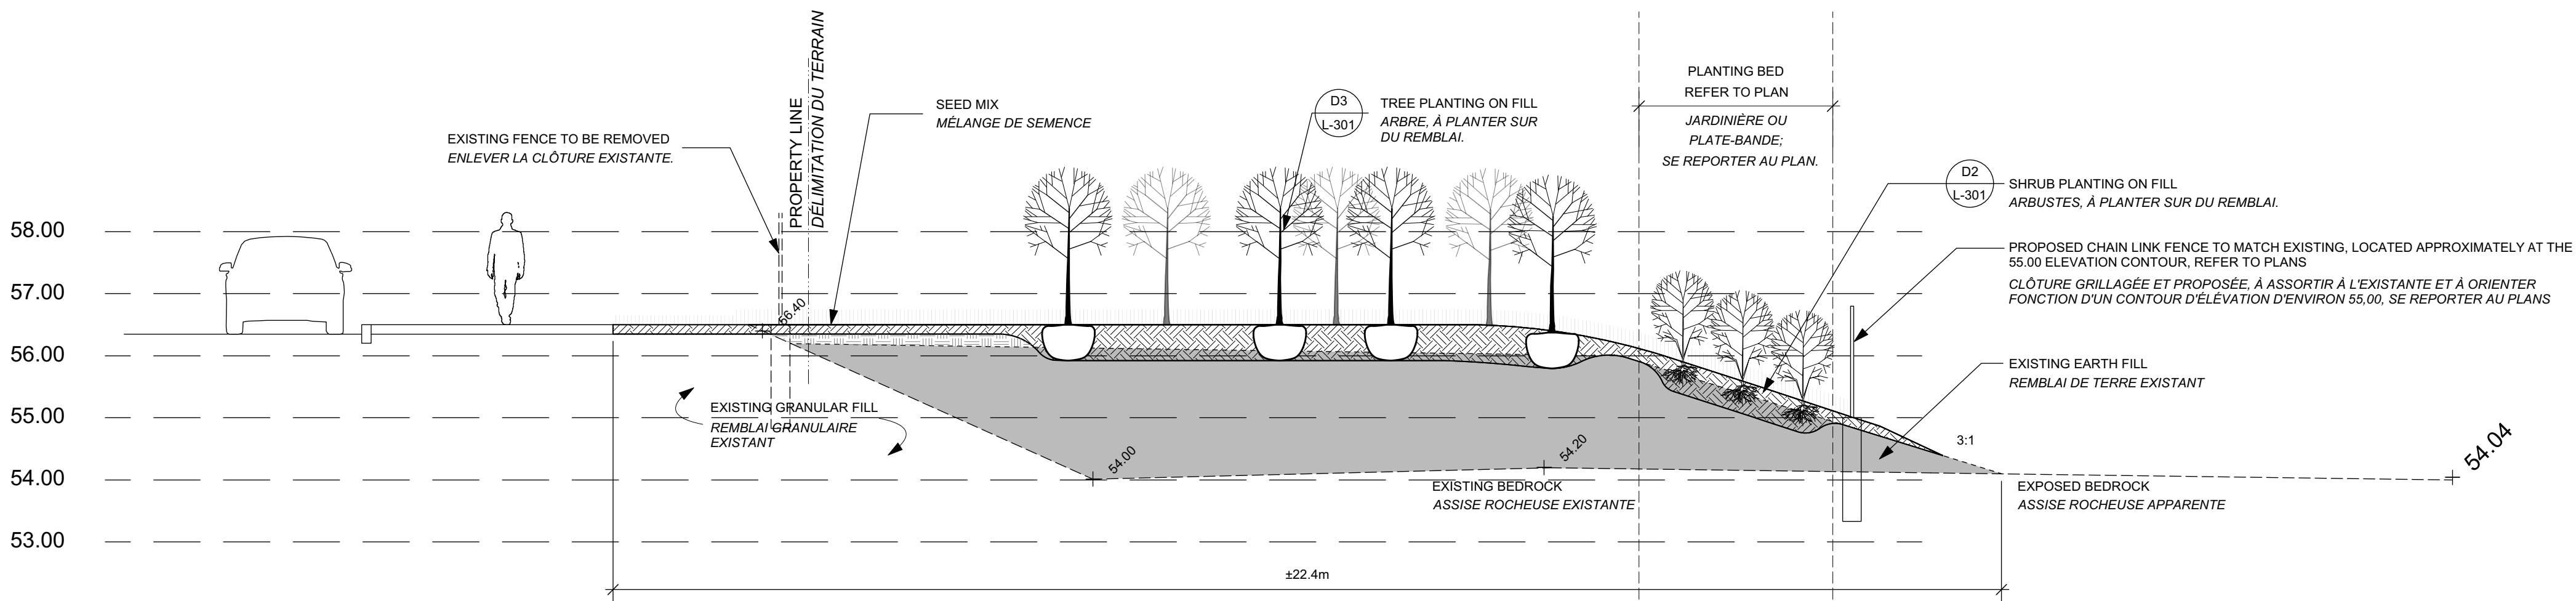 PROPERTY LINE
DÉLIMITATION DU TERRAIN
EXISTING FENCE TO BE REMOVED
ENLEVER LA CLÔTURE EXISTANTE.
SEED MIX
MÉLANGE DE SEMENCE
D3
L-301
TREE PLANTING ON FILL
ARBRE, À PLANTER SUR
DU REMBLAI.
PLANTING BED
REFER TO PLAN
JARDINIÈRE OU
PLATE-BANDE;
SE REPORTER AU PLAN.
D2
L-301
SHRUB PLANTING ON FILL
ARBUSTES, À PLANTER SUR DU REMBLAI.
PROPOSED CHAIN LINK FENCE TO MATCH EXISTING, LOCATED APPROXIMATELY AT THE
55.00 ELEVATION CONTOUR, REFER TO PLANS
CLÔTURE GRILLAGÉE ET PROPOSÉE, À ASSORTIR À L'EXISTANTE ET À ORIENTER
FONCTION D'UN CONTOUR D'ÉLÉVATION D'ENVIRON 55,00, SE REPORTER AU PLANS
58.00
57.00
56.00
55.00
54.00
53.00
56.40
EXISTING GRANULAR FILL
REMBLAI GRANULAIRE
EXISTANT
54.00
54.20
EXISTING BEDROCK
ASSISE ROCHEUSE EXISTANTE
EXISTING EARTH FILL
REMBLAI DE TERRE EXISTANT
3:1
54.04
EXPOSED BEDROCK
ASSISE ROCHEUSE APPARENTE
±22.4m